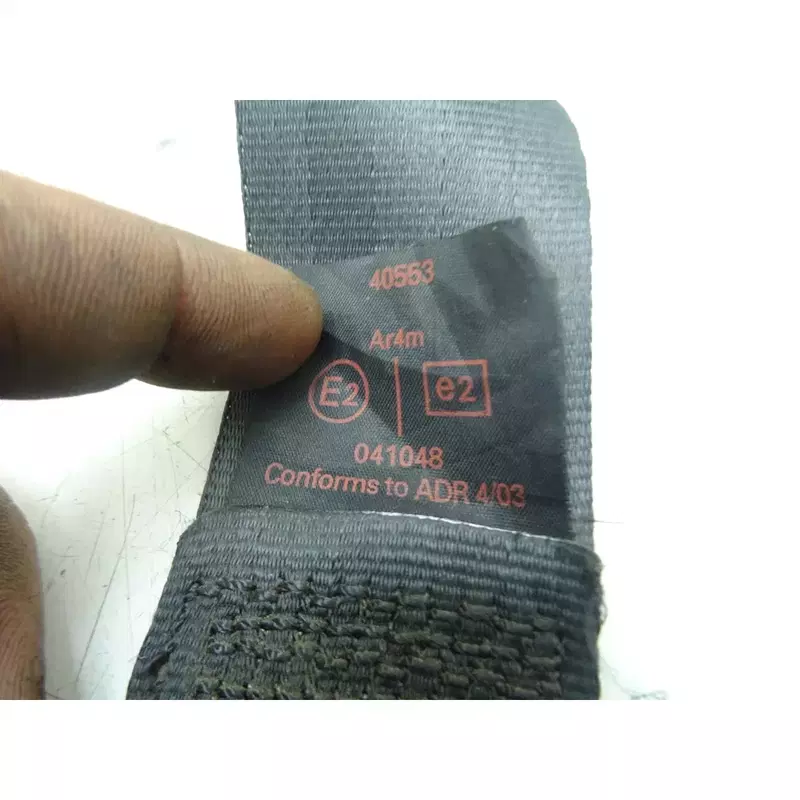 40553
Ar4m
E2 | e2
041048
Conforms to ADR 4/03